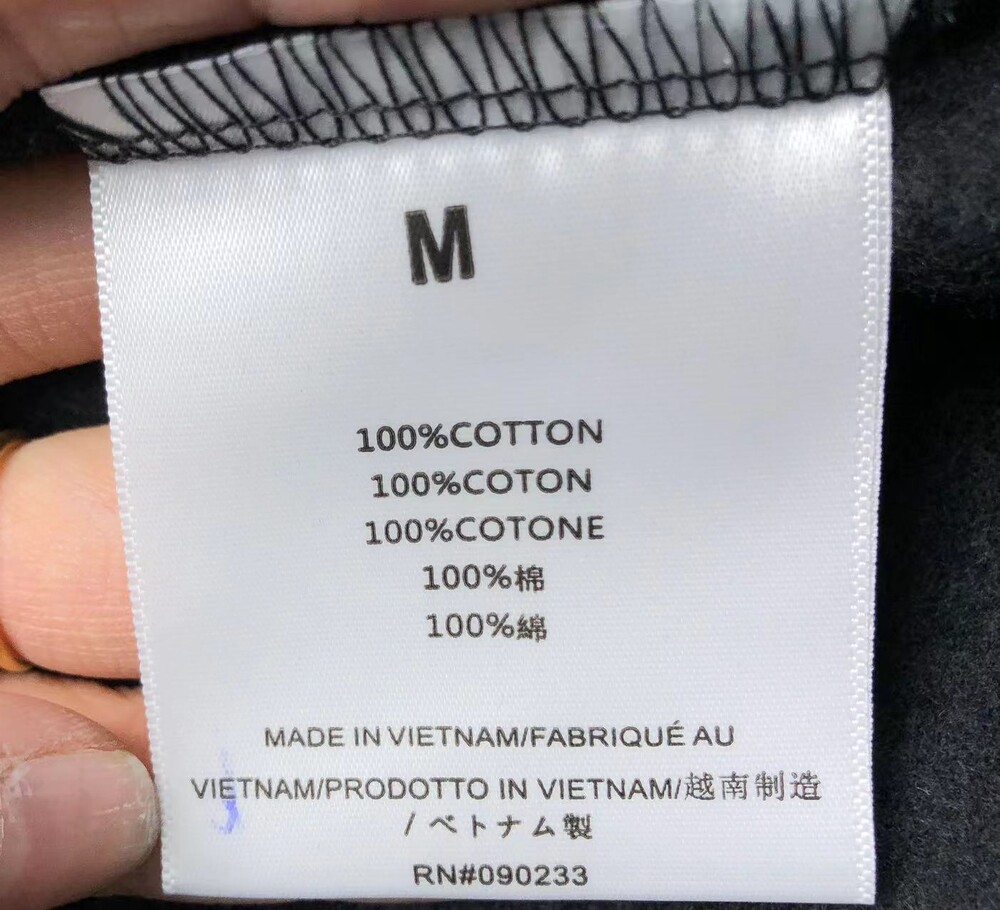 M
100%COTTON
100%COTON
100%COTONE
100%棉
100%綿
MADE IN VIETNAM/FABRIQUÉ AU
VIETNAM/PRODOTTO IN VIETNAM/越南制造
/ベトナム製
RN#090233